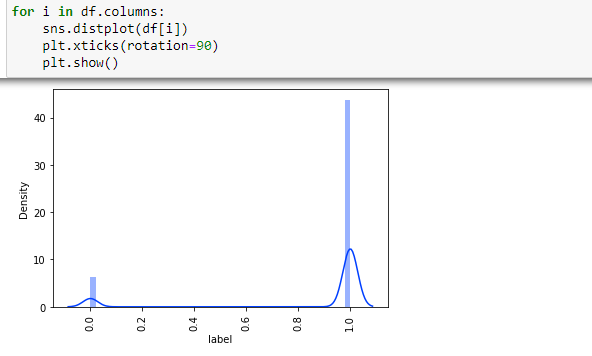 for i in df.columns:
    sns.distplot(df[i])
    plt.xticks(rotation=90)
    plt.show()
40
30
20
10
0
Density
0.0 0.2 0.4 0.6 0.8 1.0
label